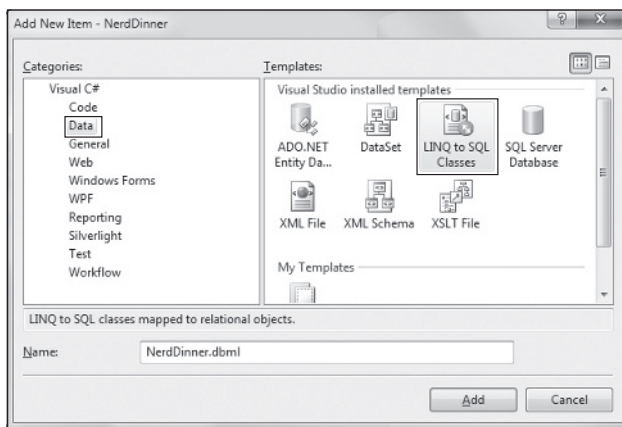 Add New Item - NerdDinner
Categories:
Visual C#
Code
Data
General
Web
Windows Forms
WPF
Reporting
Silverlight
Test
Workflow
Templates:
Visual Studio installed templates
ADO.NET
Entity Da...
DataSet
LINQ to SQL
Classes
SQL Server
Database
XML File
XML Schema
XSLT File
My Templates
LINQ to SQL classes mapped to relational objects.
Name:
NerdDinner.dbml
Add
Cancel